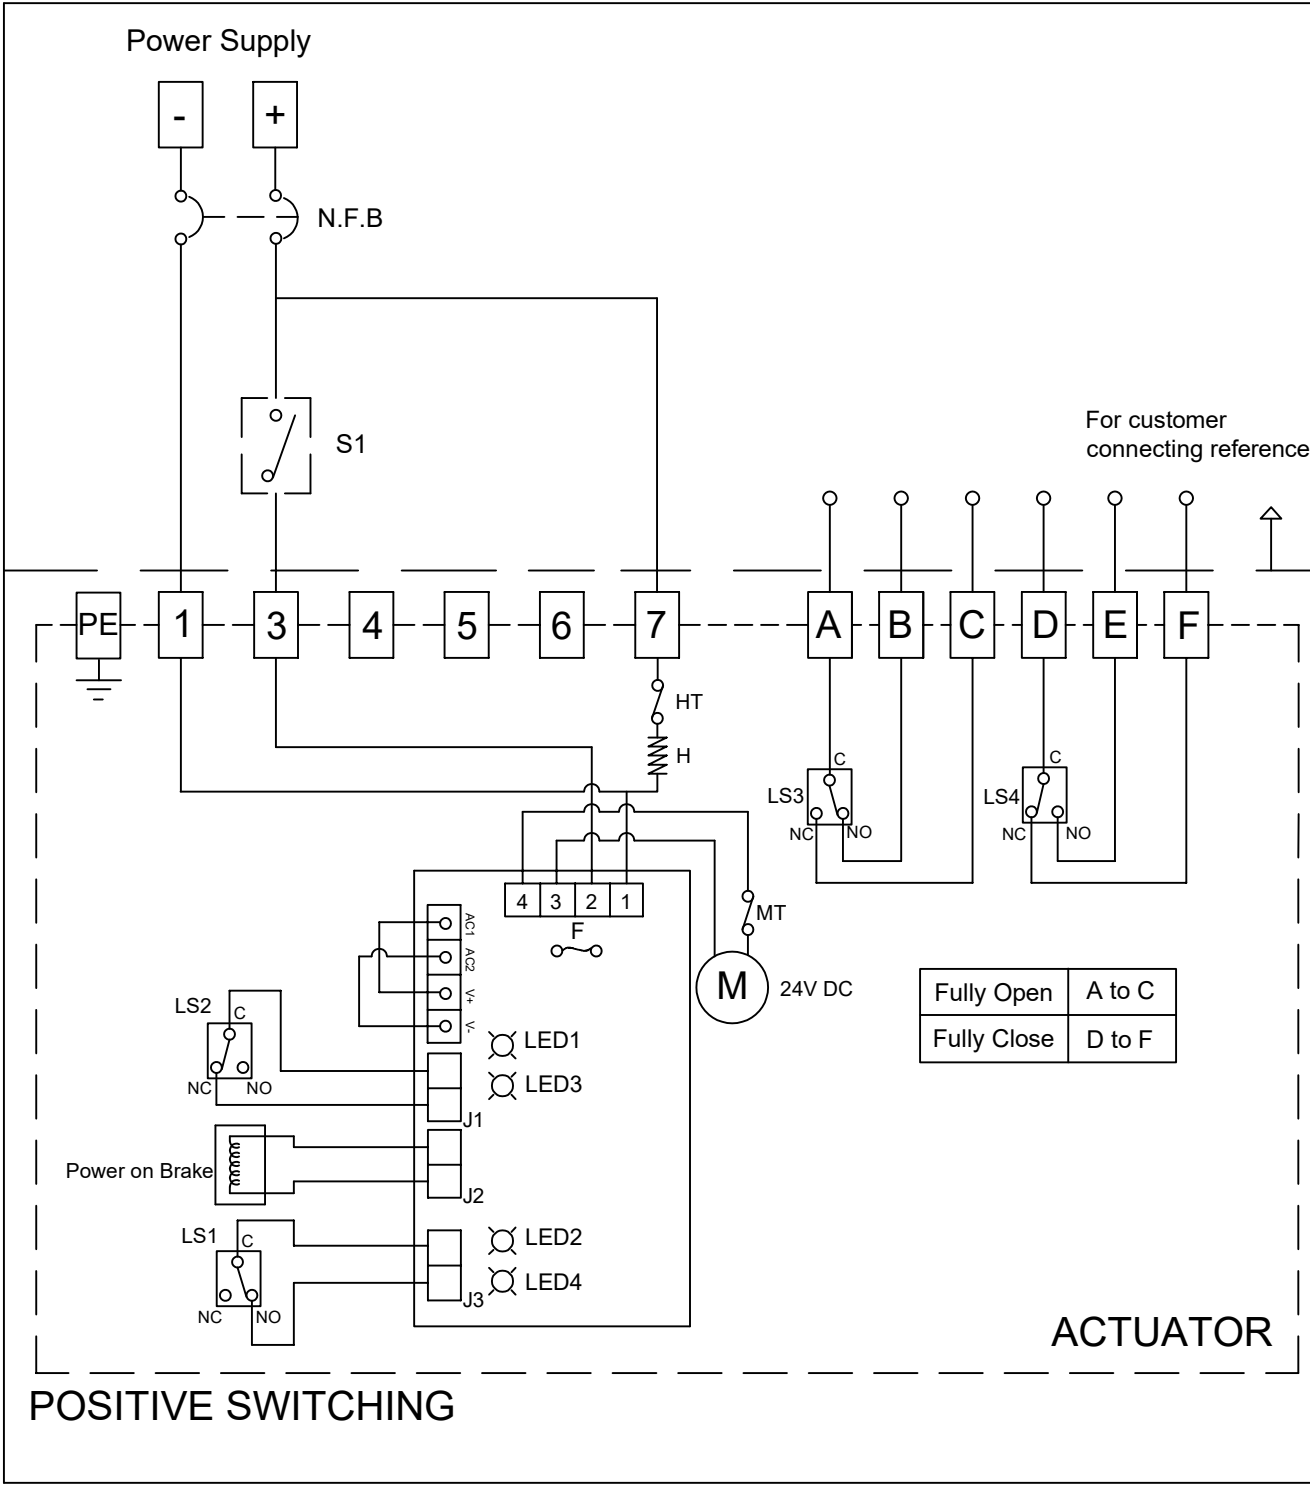 Power Supply
- +
N.F.B
S1
For customer
connecting reference
PE 1 3 4 5 6 7 A B C D E F
HT
H
C C
LS3 LS4
NC NO NC NO
4 3 2 1
MT
F
AC1
AC2
V+
V-
M 24V DC
Fully Open A to C
Fully Close D to F
LS2
C
NC NO
LED1
LED3
J1
Power on Brake
J2
LS1
C
NC NO
LED2
LED4
J3
ACTUATOR
POSITIVE SWITCHING